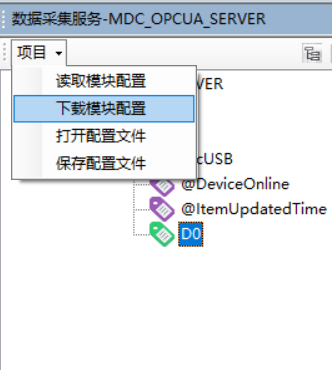 数据采集服务-MDC_OPCUA_SERVER
项目
读取模块配置
VER
下载模块配置
打开配置文件
保存配置文件
cUSB
@DeviceOnline
@ItemUpdatedTime
D0